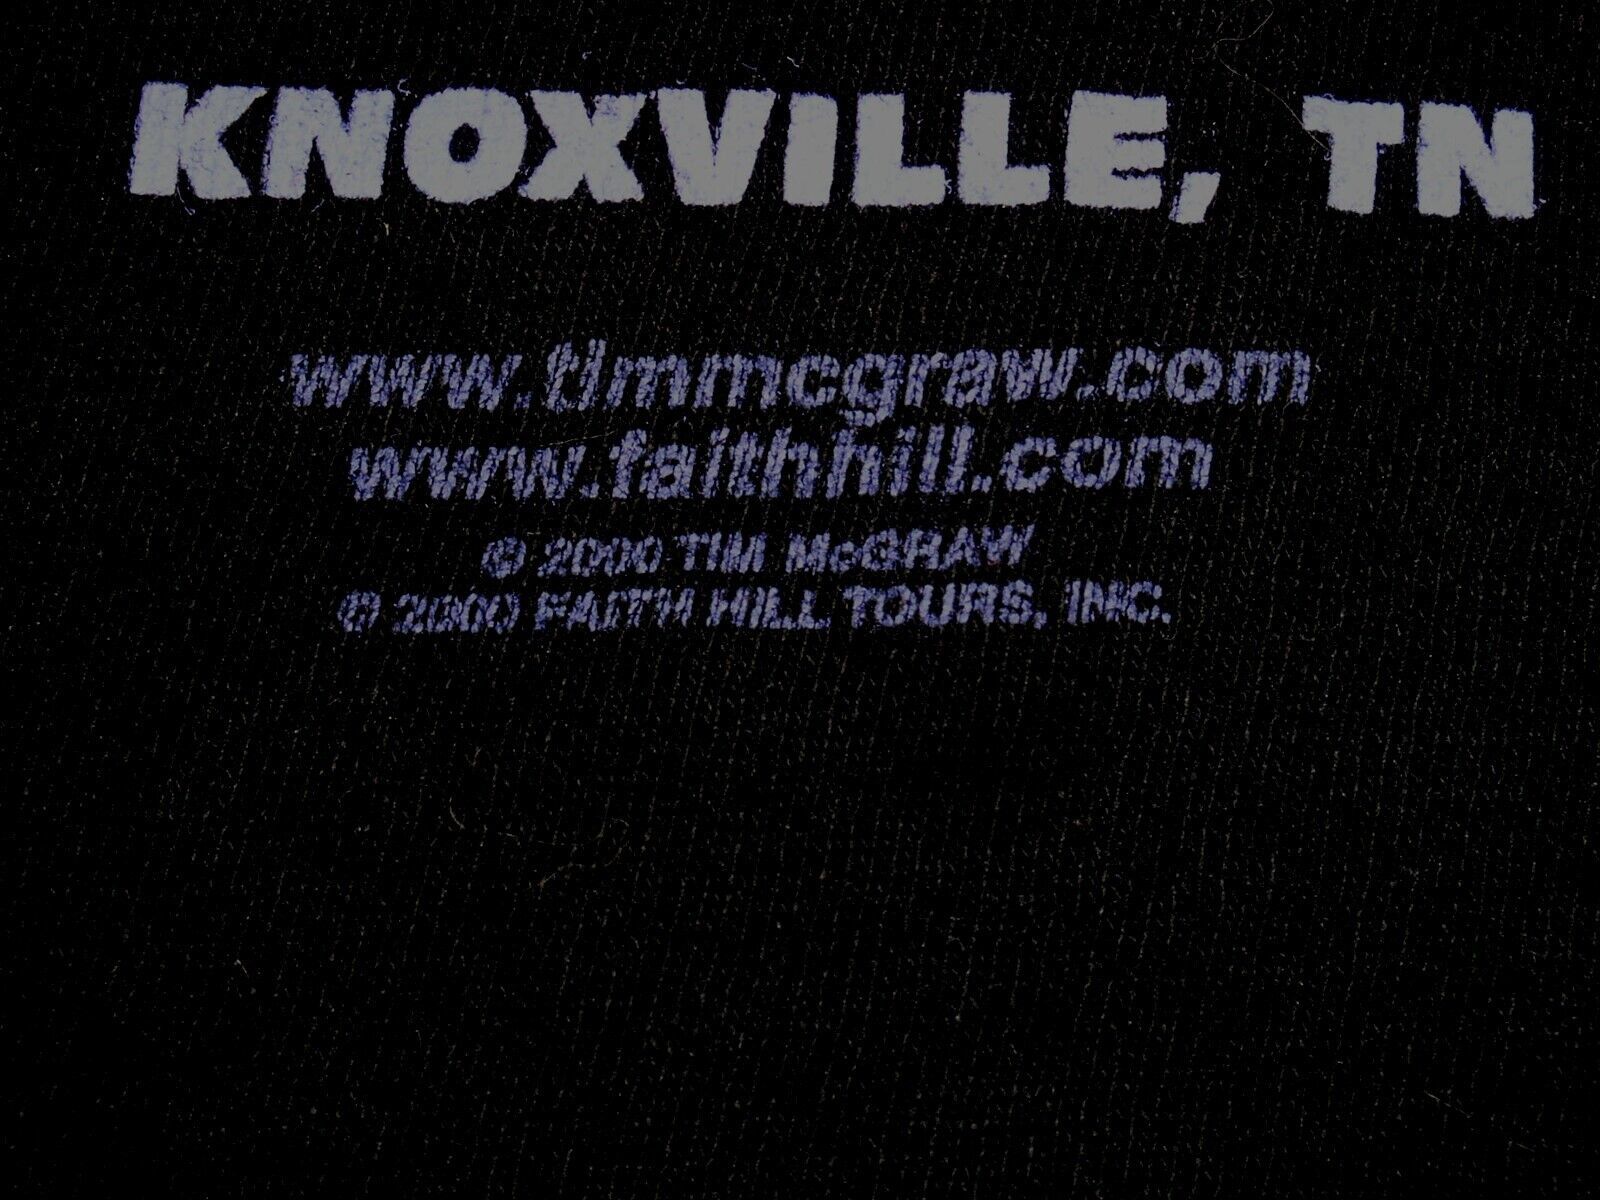 KNOXVILLE, TN
www.timmcgraw.com
www.faithhill.com
© 2000 TIM McGRAW
© 2000 FAITH HILL TOURS, INC.